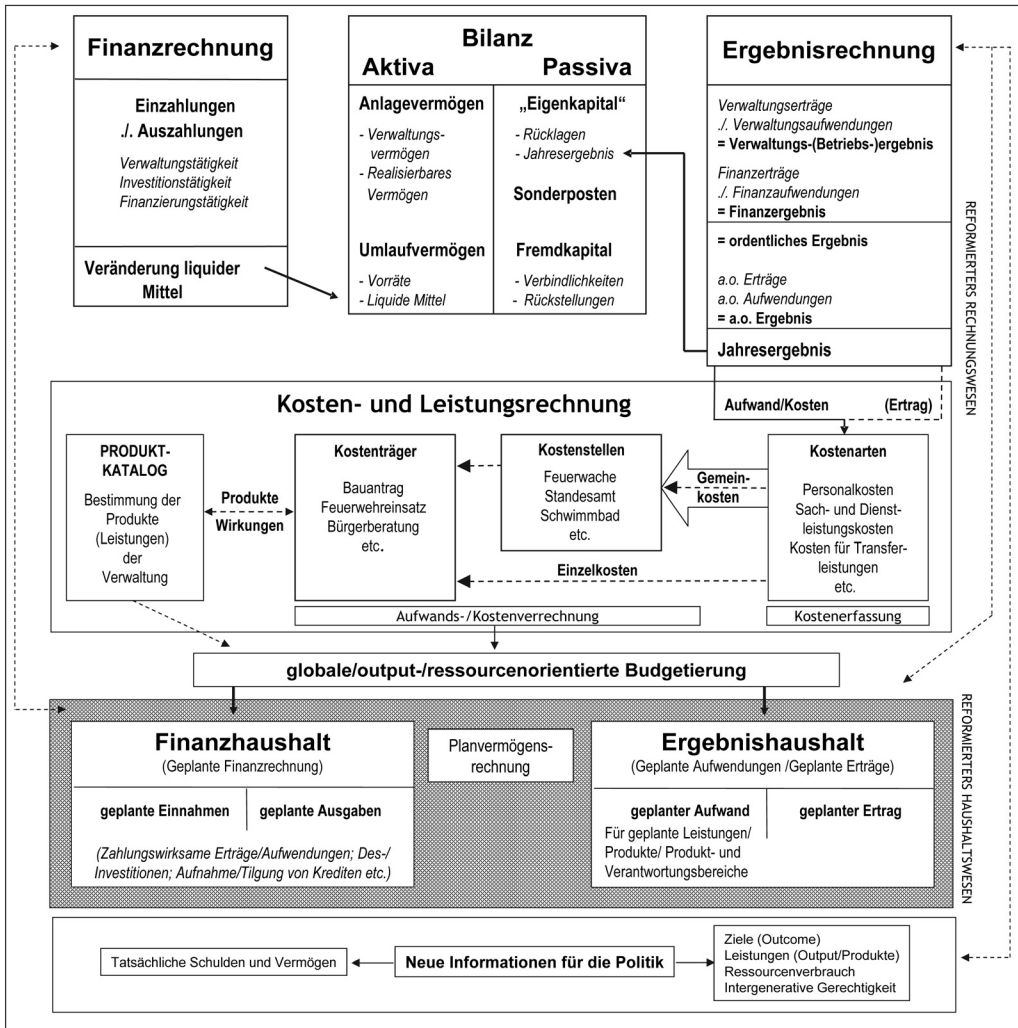 Finanzrechnung
Einzahlungen
./. Auszahlungen
Verwaltungstätigkeit
Investitionstätigkeit
Finanzierungstätigkeit
Veränderung liquider
Mittel
Bilanz
Aktiva
Passiva
Anlagevermögen
- Verwaltungs-
vermögen
- Realisierbares
Vermögen
Umlaufvermögen
- Vorräte
- Liquide Mittel
„Eigenkapital“
- Rücklagen
- Jahresergebnis
Sonderposten
Fremdkapital
- Verbindlichkeiten
- Rückstellungen
Ergebnisrechnung
Verwaltungserträge
./. Verwaltungsaufwendungen
= Verwaltungs-(Betriebs-)ergebnis
Finanzerträge
./. Finanzaufwendungen
= Finanzergebnis
= ordentliches Ergebnis
a.o. Erträge
a.o. Aufwendungen
= a.o. Ergebnis
Jahresergebnis
REFORMIERTERS RECHNUNGSWESEN
Kosten- und Leistungsrechnung
Aufwand/Kosten
(Ertrag)
PRODUKT-
KATALOG
Bestimmung der
Produkte
(Leistungen)
der
Verwaltung
Produkte
Wirkungen
Kostenträger
Bauantrag
Feuerwehreinsatz
Bürgerberatung
etc.
Kostenstellen
Feuerwache
Standesamt
Schwimmbad
etc.
Gemein-
kosten
Einzelkosten
Kostenarten
Personalkosten
Sach- und Dienst-
leistungskosten
Kosten für Transfer-
leistungen
etc.
Aufwands-/Kostenverrechnung
Kostenerfassung
globale/output-/ressourcenorientierte Budgetierung
Finanzhaushalt
(Geplante Finanzrechnung)
geplante Einnahmen
geplante Ausgaben
(Zahlungswirksame Erträge/Aufwendungen; Des-/
Investitionen; Aufnahme/Tilgung von Krediten etc.)
Planvermögens-
rechnung
Ergebnishaushalt
(Geplante Aufwendungen /Geplante Erträge)
geplanter Aufwand
geplanter Ertrag
Für geplante Leistungen/
Produkte/ Produkt- und
Verantwortungsbereiche
REFORMIERTERS HAUSHALTSWESEN
Tatsächliche Schulden und Vermögen
Neue Informationen für die Politik
Ziele (Outcome)
Leistungen (Output/Produkte)
Ressourcenverbrauch
Intergenerative Gerechtigkeit